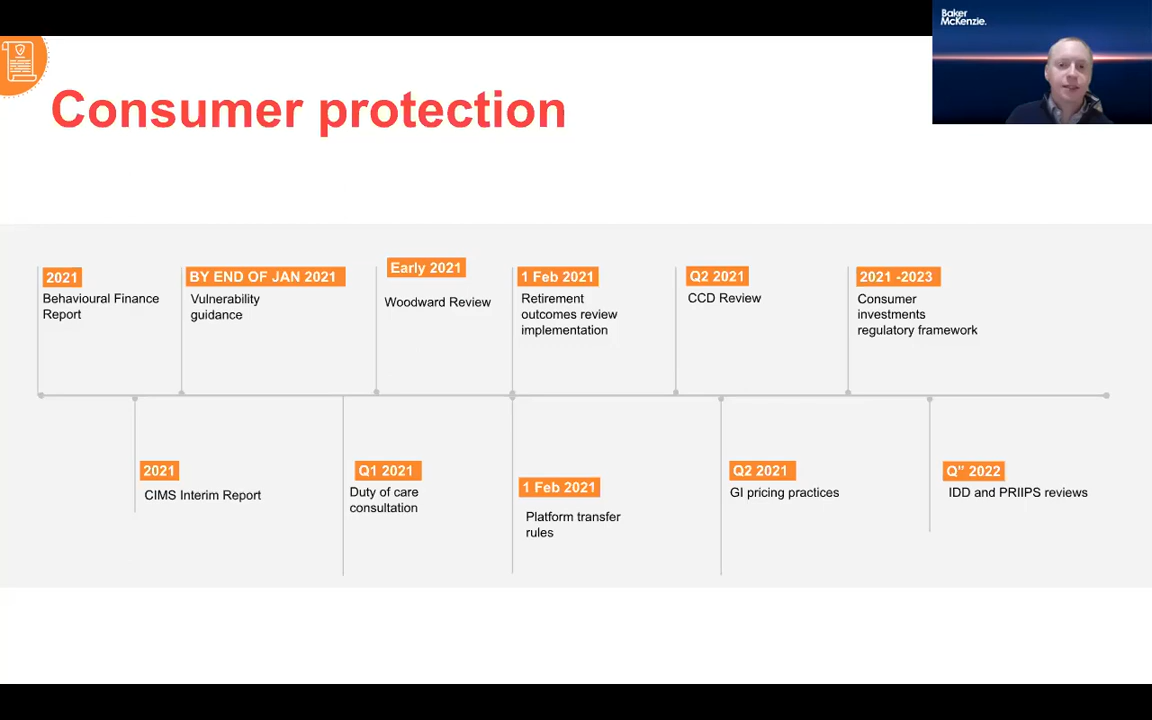 Baker
McKenzie.
Consumer protection
2021
Behavioural Finance
Report
BY END OF JAN 2021
Vulnerability
guidance
Early 2021
Woodward Review
1 Feb 2021
Retirement
outcomes review
implementation
Q2 2021
CCD Review
2021 -2023
Consumer
investments
regulatory framework
2021
CIMS Interim Report
Q1 2021
Duty of care
consultation
1 Feb 2021
Platform transfer
rules
Q2 2021
GI pricing practices
Q" 2022
IDD and PRIIPS reviews